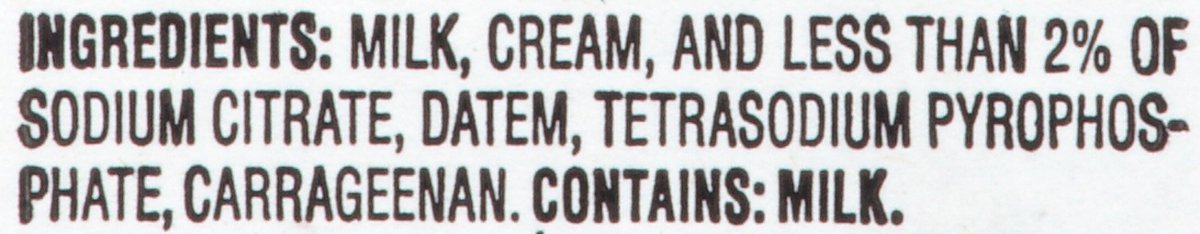 INGREDIENTS: MILK, CREAM, AND LESS THAN 2% OF
SODIUM CITRATE, DATEM, TETRASODIUM PYROPHOS-
PHATE, CARRAGEENAN. CONTAINS: MILK.